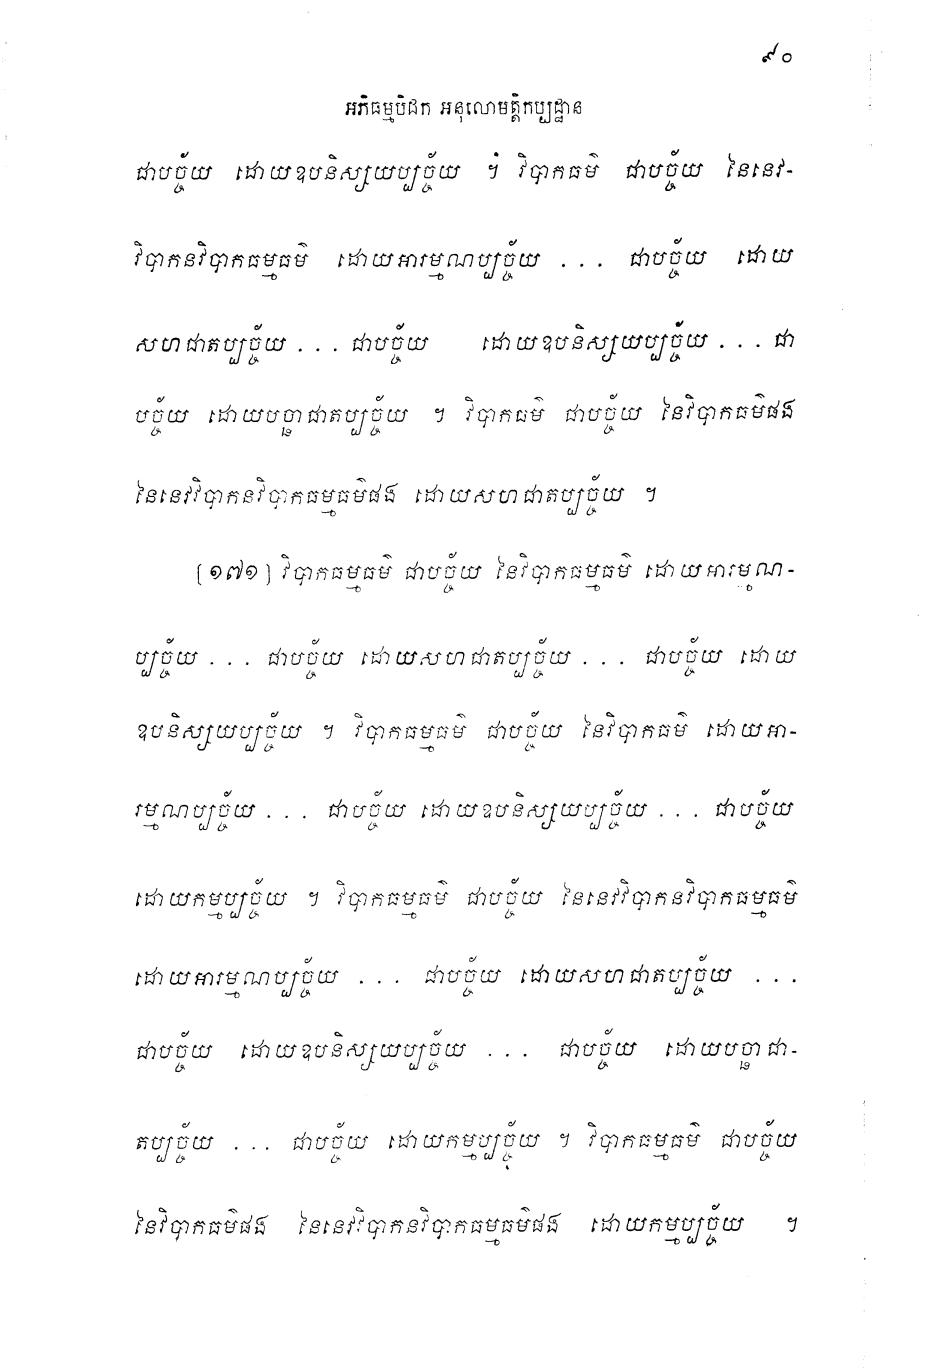 ៩០
អភិធម្មបិដក អនុលោមត្តិកប្បដ្ឋាន
ជាបច្ច័យ ដោយឧបនិស្សយប្បច្ច័យ ។ វិបាកធម៌ ជាបច្ច័យ នៃនេវ-
វិបាកនវិបាកធម្មធម៌ ដោយអារម្មណប្បច្ច័យ ... ជាបច្ច័យ ដោយ
សហជាតប្បច្ច័យ ... ជាបច្ច័យ ដោយឧបនិស្សយប្បច្ច័យ ... ជា
បច្ច័យ ដោយបច្ឆាជាតប្បច្ច័យ ។ វិបាកធម៌ ជាបច្ច័យ នៃវិបាកធម៌ផង
នៃនេវវិបាកនវិបាកធម្មធម៌ផង ដោយសហជាតប្បច្ច័យ ។
[១៧១] វិបាកធម្មធម៌ ជាបច្ច័យ នៃវិបាកធម្មធម៌ ដោយអារម្មណ-
ប្បច្ច័យ ... ជាបច្ច័យ ដោយសហជាតប្បច្ច័យ ... ជាបច្ច័យ ដោយ
ឧបនិស្សយប្បច្ច័យ ។ វិបាកធម្មធម៌ ជាបច្ច័យ នៃវិបាកធម៌ ដោយអា-
រម្មណប្បច្ច័យ ... ជាបច្ច័យ ដោយឧបនិស្សយប្បច្ច័យ ... ជាបច្ច័យ
ដោយកម្មប្បច្ច័យ ។ វិបាកធម្មធម៌ ជាបច្ច័យ នៃនេវវិបាកនវិបាកធម្មធម៌
ដោយអារម្មណប្បច្ច័យ ... ជាបច្ច័យ ដោយសហជាតប្បច្ច័យ ...
ជាបច្ច័យ ដោយឧបនិស្សយប្បច្ច័យ ... ជាបច្ច័យ ដោយបច្ឆាជា-
តប្បច្ច័យ ... ជាបច្ច័យ ដោយកម្មប្បច្ច័យ ។ វិបាកធម្មធម៌ ជាបច្ច័យ
នៃវិបាកធម៌ផង នៃនេវវិបាកនវិបាកធម្មធម៌ផង ដោយកម្មប្បច្ច័យ ។